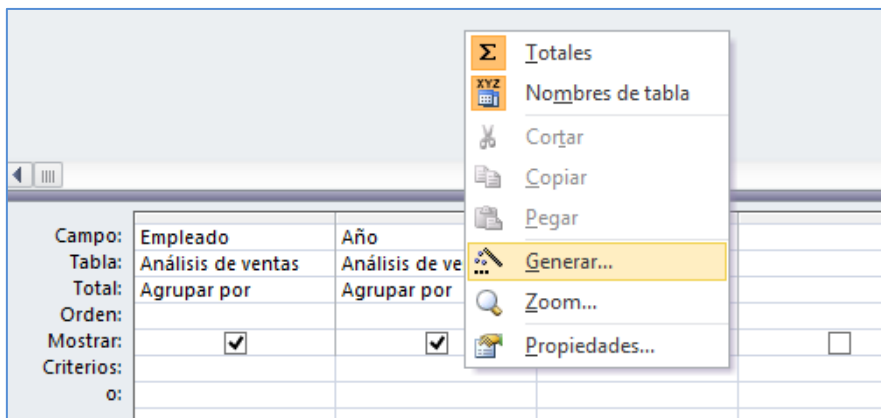 Σ Totales
XYZ Nombres de tabla
Cortar
Copiar
Pegar
Generar...
Zoom...
Propiedades...
Campo: Empleado Año
Tabla: Análisis de ventas Análisis de ve
Total: Agrupar por Agrupar por
Orden:
Mostrar:
Criterios:
o: